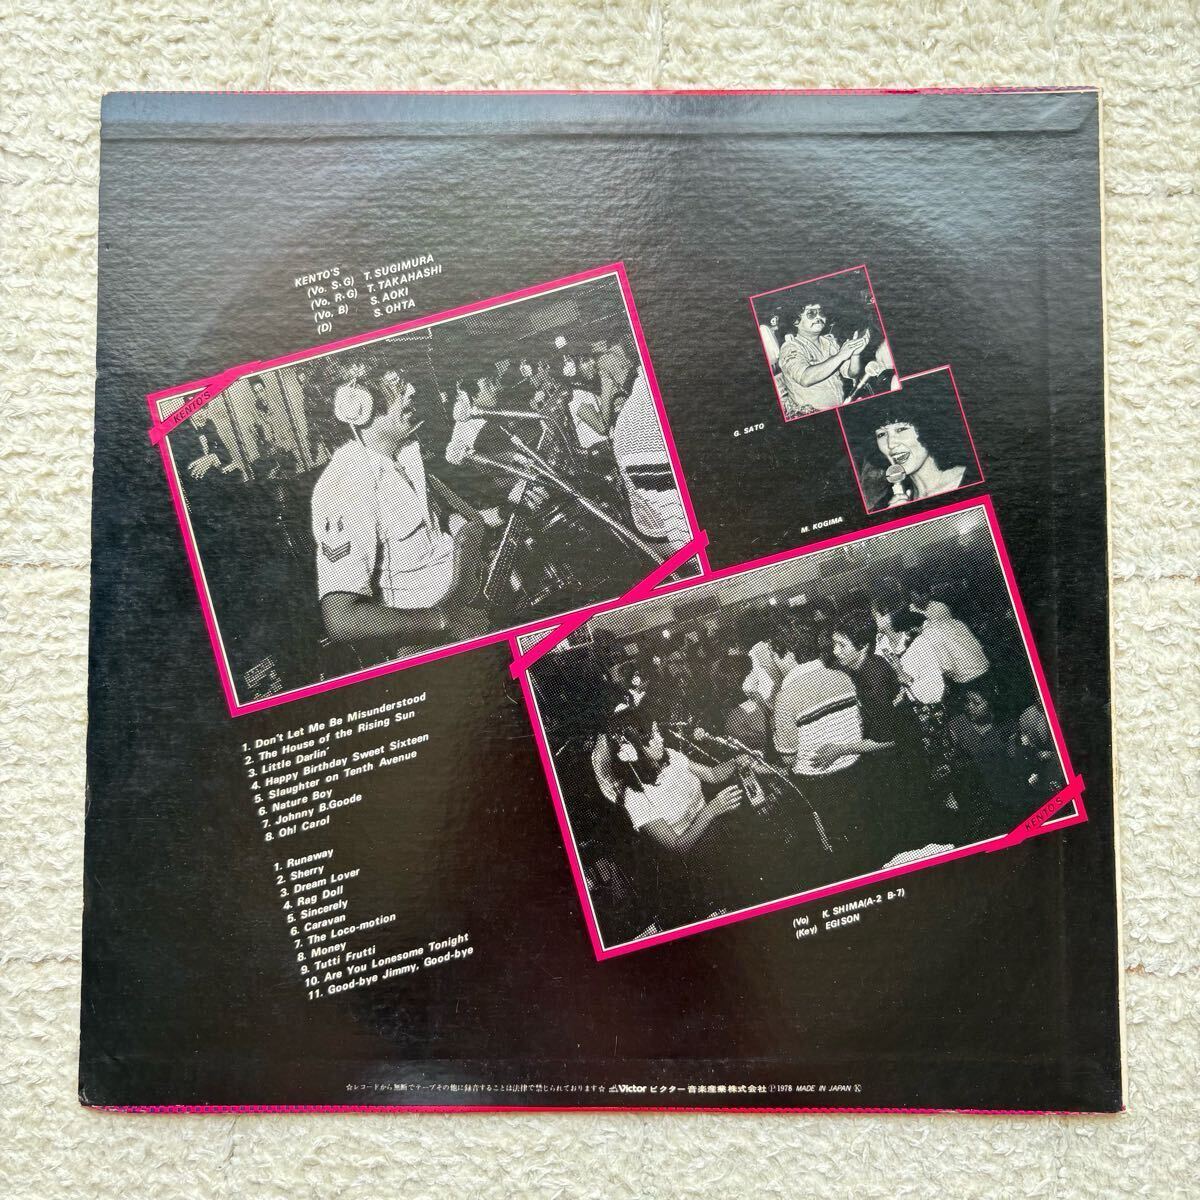 KENTO'S
(Vo. S·G) T. SUGIMURA
(Vo, R·G) T. TAKAHASHI
(Vo, B) S. AOKI
(D) S. OHTA
KENTO'S
G. SATO
M. KOGIMA
1. Don't Let Me Be Misunderstood
2. The House of the Rising Sun
3. Little Darlin'
4. Happy Birthday Sweet Sixteen
5. Slaughter on Tenth Avenue
6. Nature Boy
7. Johnny B.Goode
8. Oh! Carol
1. Runaway
2. Sherry
3. Dream Lover
4. Rag Doll
5. Sincerely
6. Caravan
7. The Loco-motion
8. Money
9. Tutti Frutti
10. Are You Lonesome Tonight
11. Good-bye Jimmy, Good-bye
KENTO'S
(Vo) K. SHIMA(A-2 B-7)
(Key) EGISON
☆レコードから無断でテープその他に録音することは法律で禁じられております☆ Victor ビクター音楽産業株式会社 Ⓟ1978 MADE IN JAPAN Ⓚ